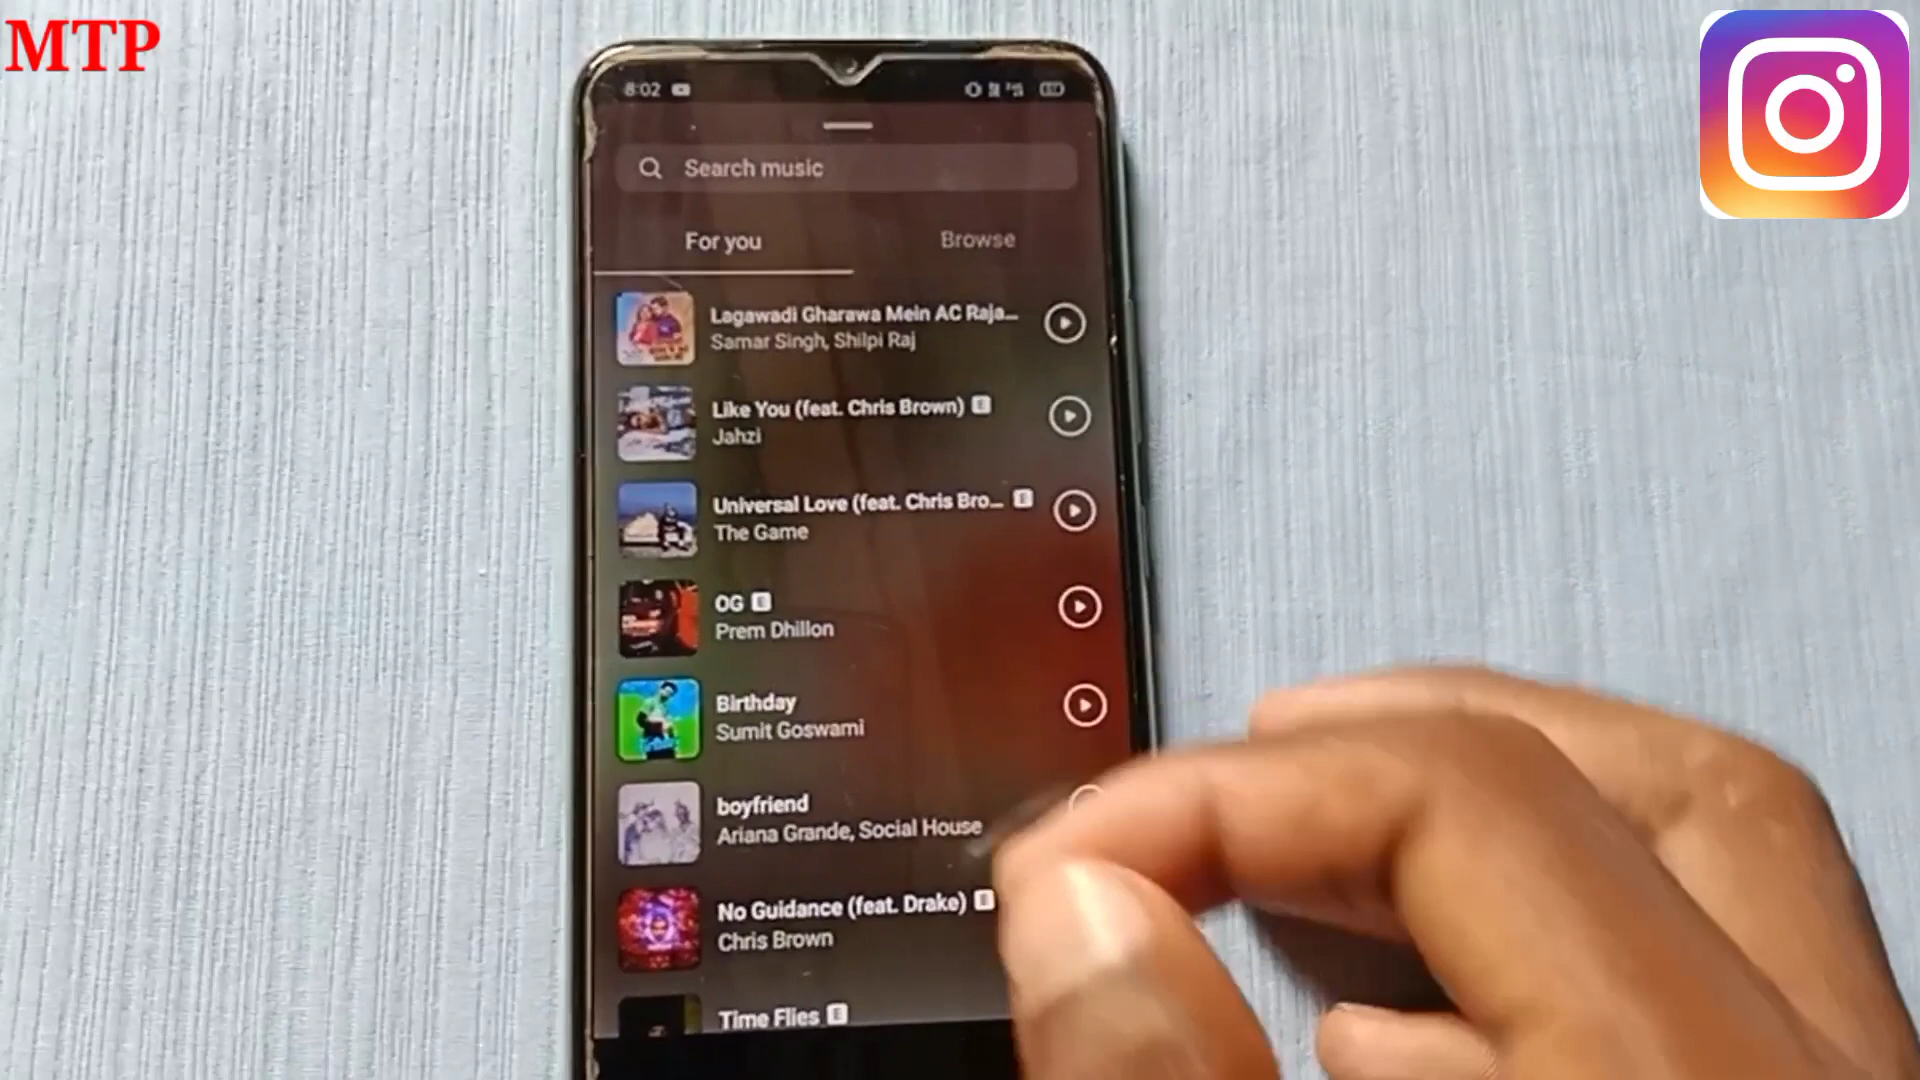 MTP
8:02
Search music
For you
Browse
Lagawadi Gharawa Mein AC Raja...
Samar Singh, Shilpi Raj
Like You (feat. Chris Brown) E
Jahzi
Universal Love (feat. Chris Bro... E
The Game
OG E
Prem Dhillon
Birthday
Sumit Goswami
boyfriend
Ariana Grande, Social House
No Guidance (feat. Drake) E
Chris Brown
Time Flies E